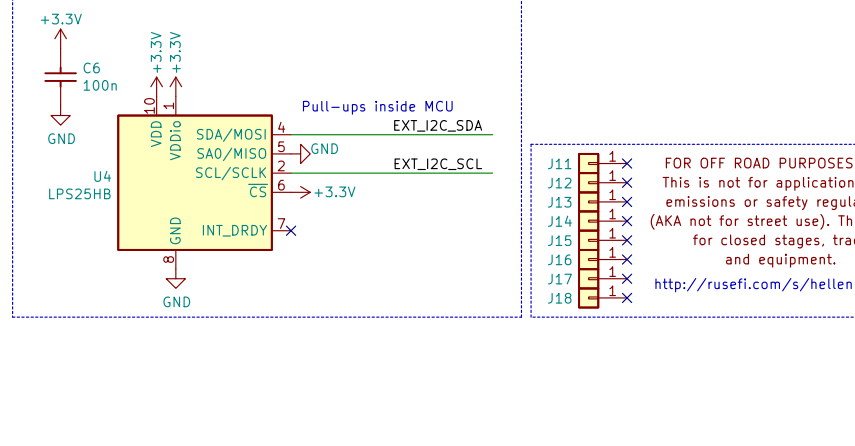 +3.3V
C6
100n
GND
+3.3V
+3.3V
10
1
VDD
VDDio
U4
LPS25HB
SDA/MOSI
4
SA0/MISO
5
GND
SCL/SCLK
2
CS
6
+3.3V
INT_DRDY
7
GND
8
GND
Pull-ups inside MCU
EXT_I2C_SDA
EXT_I2C_SCL
J11 1
J12 1
J13 1
J14 1
J15 1
J16 1
J17 1
J18 1
FOR OFF ROAD PURPOSES
This is not for application
emissions or safety regula
(AKA not for street use). Th
for closed stages, tra
and equipment.
http://rusefi.com/s/hellen